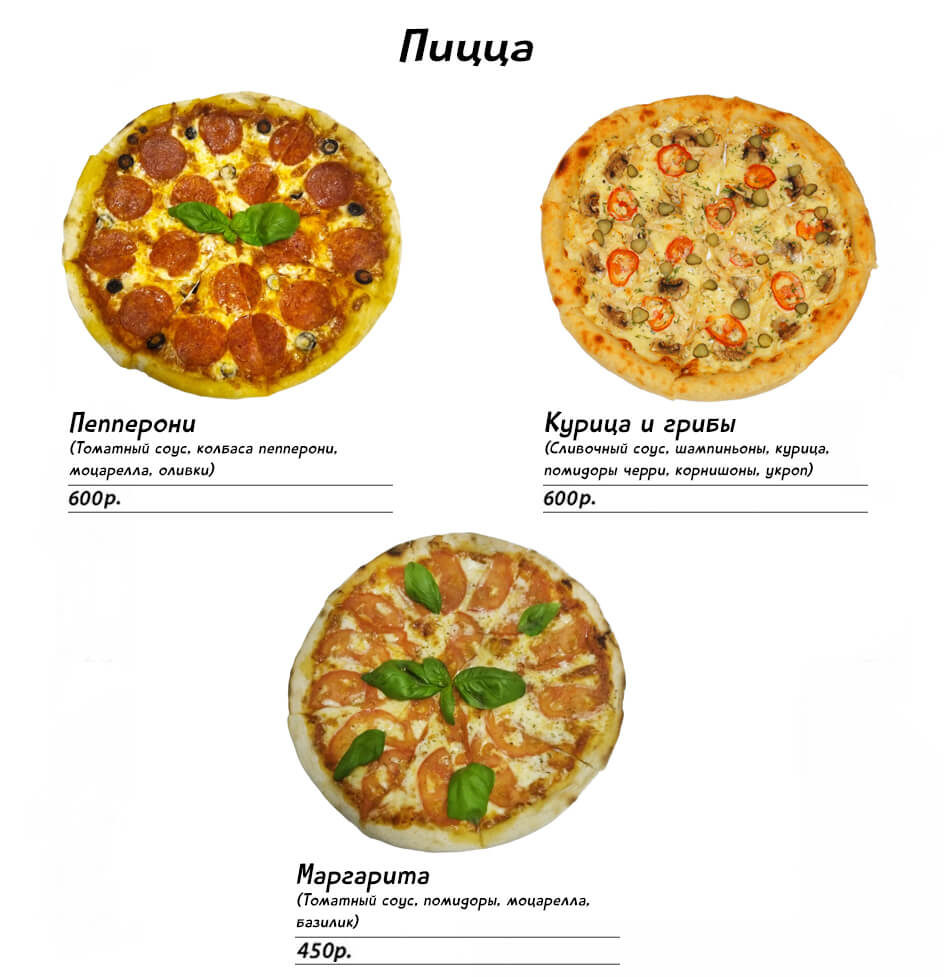 Пицца
Пепперони
(Томатный соус, колбаса пепперони,
моцарелла, оливки)
600р.
Курица и грибы
(Сливочный соус, шампиньоны, курица,
помидоры черри, корнишоны, укроп)
600р.
Маргарита
(Томатный соус, помидоры, моцарелла,
базилик)
450р.